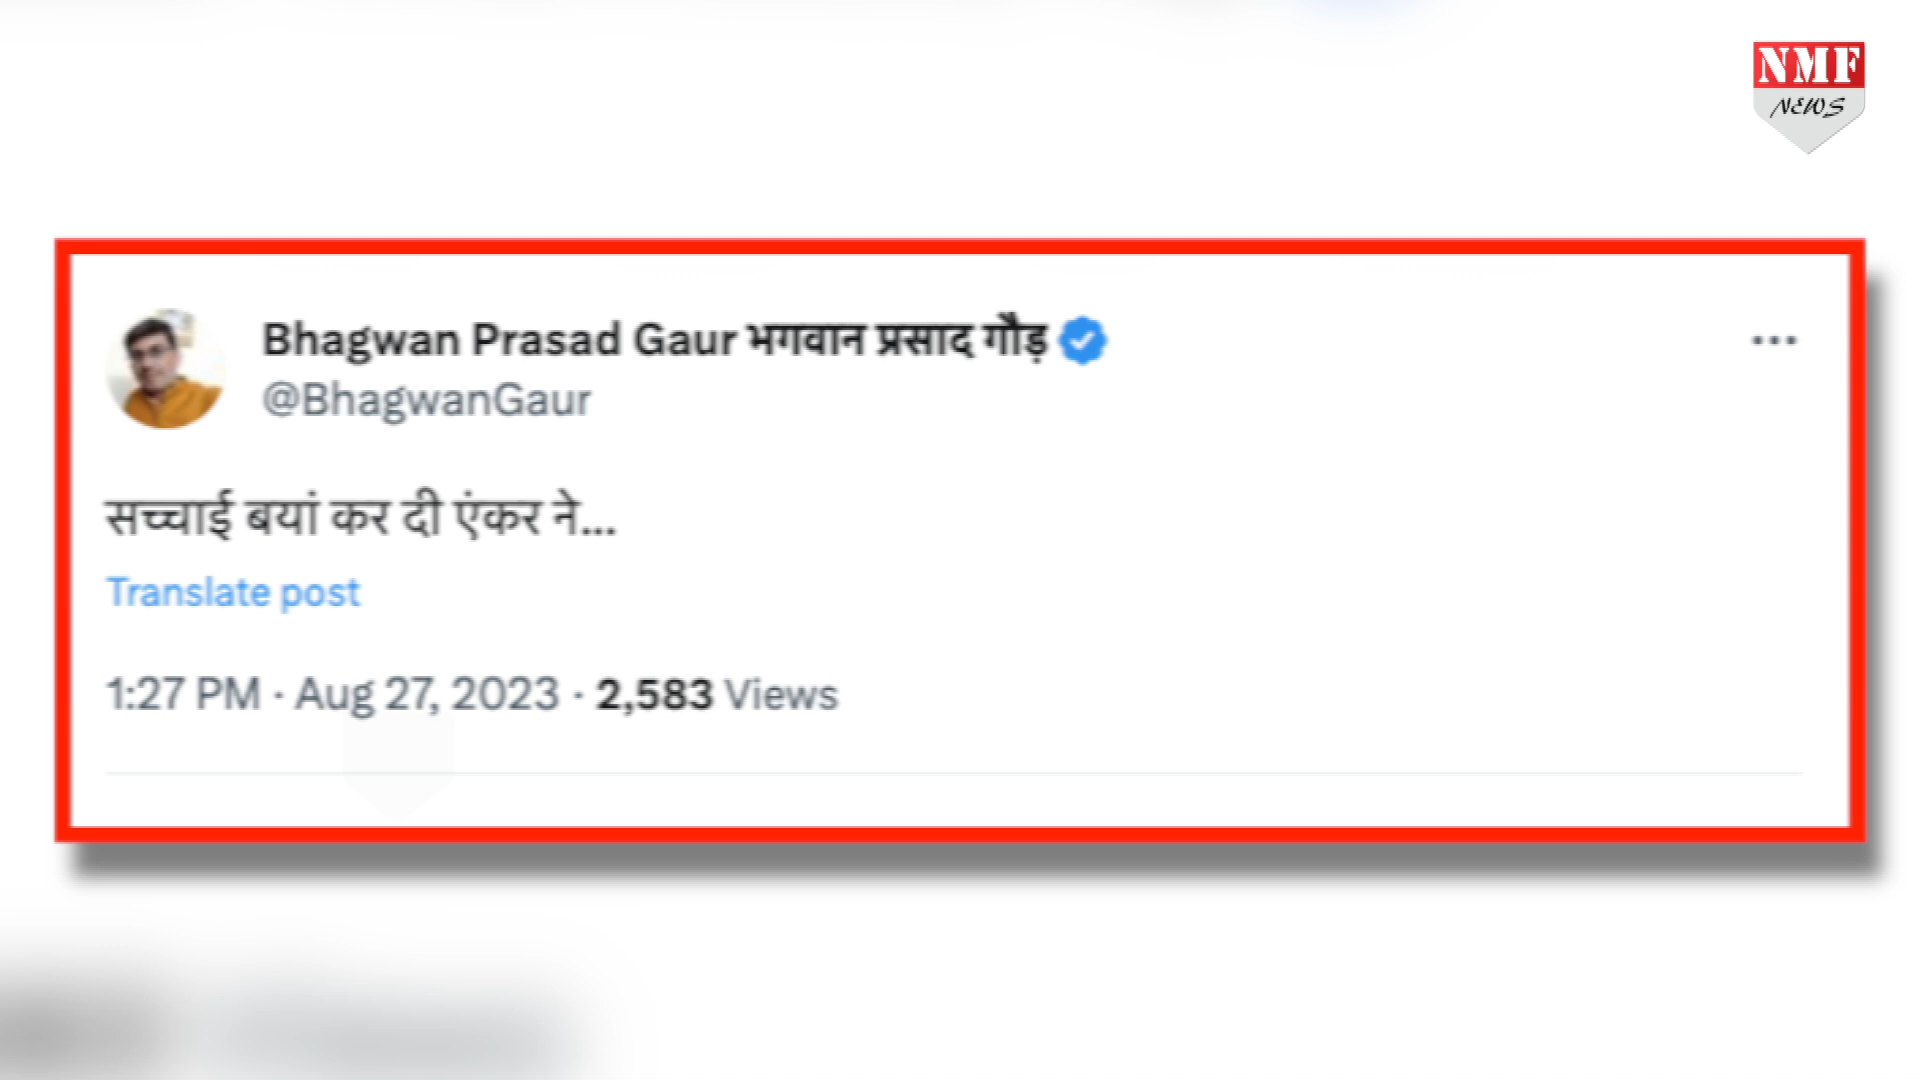 NMF
NEWS
Bhagwan Prasad Gaur भगवान प्रसाद गौड़
@BhagwanGaur
सच्चाई बयां कर दी एंकर ने...
Translate post
1:27 PM · Aug 27, 2023 · 2,583 Views